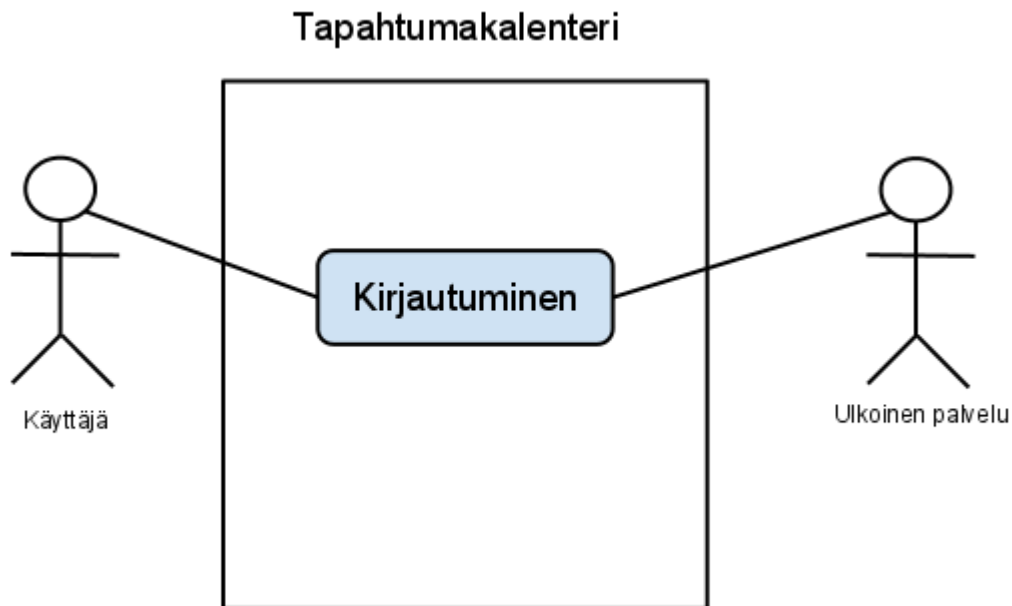 Tapahtumakalenteri
Kirjautuminen
Käyttäjä
Ulkoinen palvelu